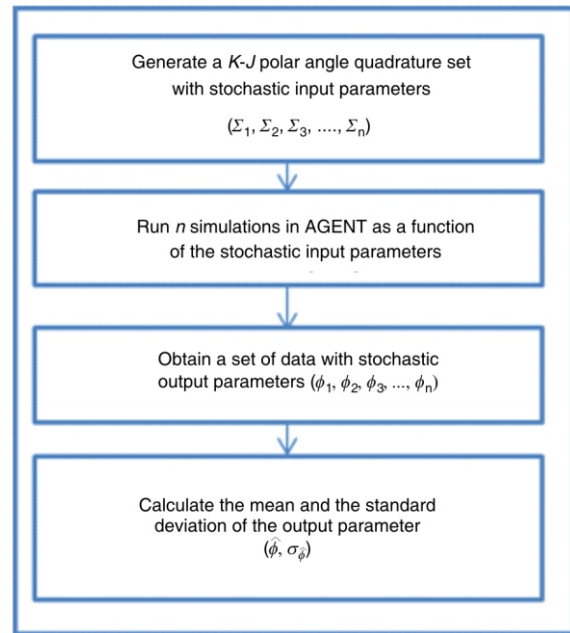 Generate a K-J polar angle quadrature set
with stochastic input parameters
(Σ₁, Σ₂, Σ₃, ...., Σₙ)
Run n simulations in AGENT as a function
of the stochastic input parameters
Obtain a set of data with stochastic
output parameters (ϕ₁, ϕ₂, ϕ₃, ..., ϕₙ)
Calculate the mean and the standard
deviation of the output parameter
(ϕ̂, σ_ϕ̂)